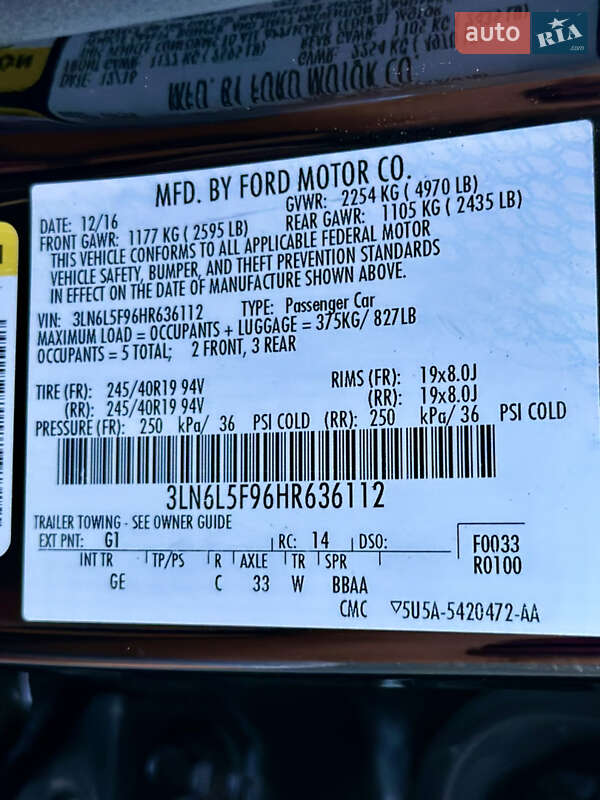 auto RIA .com
MFD. BY FORD MOTOR CO.
DATE: 12/16
GVWR: 2254 KG ( 4970 LB)
FRONT GAWR: 1177 KG ( 2595 LB)
REAR GAWR: 1105 KG ( 2435 LB)
THIS VEHICLE CONFORMS TO ALL APPLICABLE FEDERAL MOTOR
VEHICLE SAFETY, BUMPER, AND THEFT PREVENTION STANDARDS
IN EFFECT ON THE DATE OF MANUFACTURE SHOWN ABOVE.
VIN: 3LN6L5F96HR636112 TYPE: Passenger Car
MAXIMUM LOAD = OCCUPANTS + LUGGAGE = 375KG/ 827LB
OCCUPANTS = 5 TOTAL; 2 FRONT, 3 REAR
TIRE (FR): 245/40R19 94V RIMS (FR): 19x8.0J
(RR): 245/40R19 94V (RR): 19x8.0J
PRESSURE (FR): 250 kPa/ 36 PSI COLD (RR): 250 kPa/ 36 PSI COLD
3LN6L5F96HR636112
TRAILER TOWING - SEE OWNER GUIDE
EXT PNT: G1 RC: 14 DSO: F0033
R0100
INT TR TP/PS R AXLE TR SPR
GE C 33 W BBAA
CMC ▽5U5A-5420472-AA